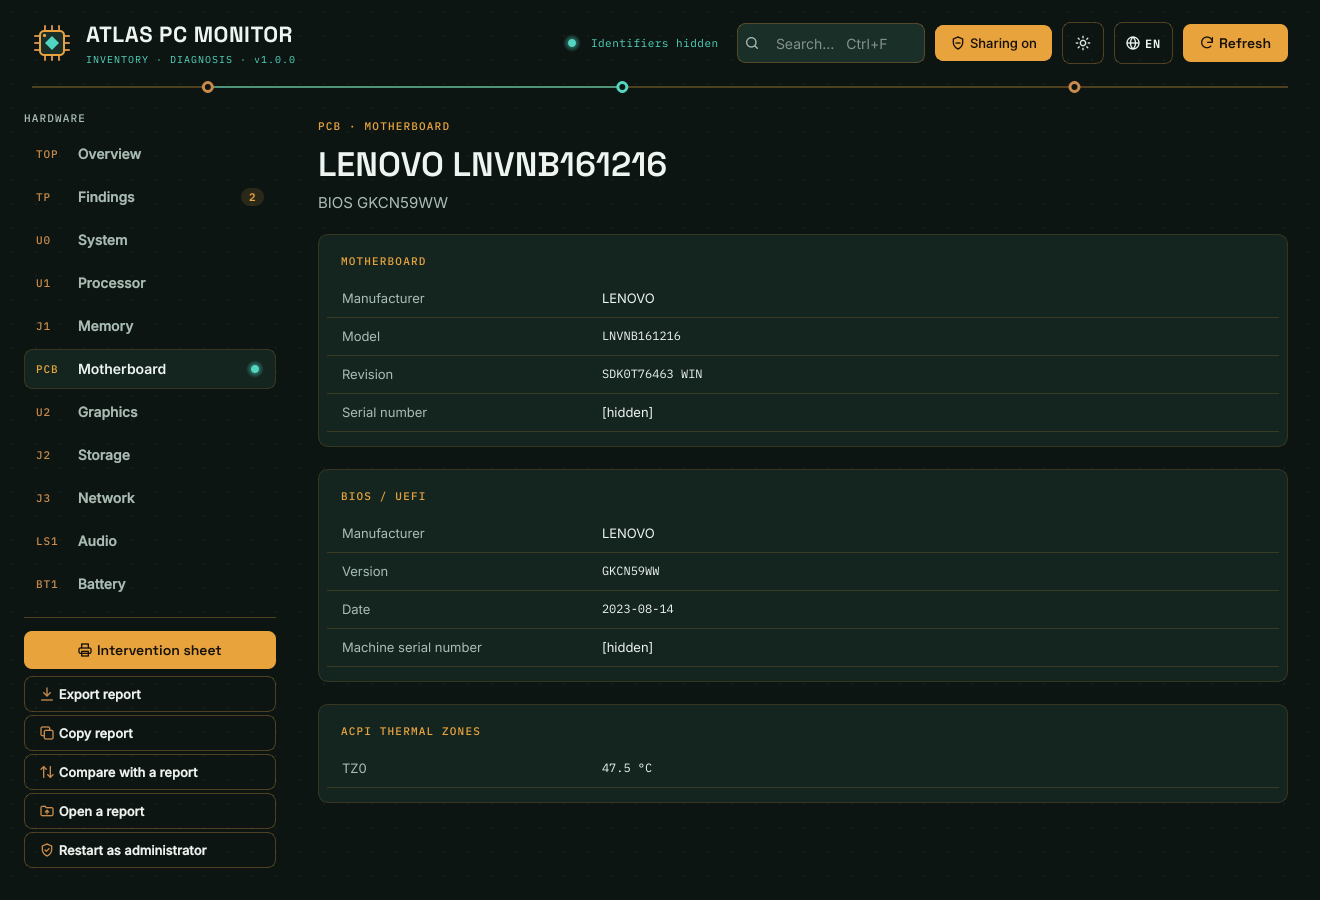 ATLAS PC MONITOR
INVENTORY · DIAGNOSIS · v1.0.0
Identifiers hidden
Search... Ctrl+F
Sharing on
EN
Refresh
HARDWARE
TOP Overview
TP Findings 2
U0 System
U1 Processor
J1 Memory
PCB Motherboard
U2 Graphics
J2 Storage
J3 Network
LS1 Audio
BT1 Battery
Intervention sheet
Export report
Copy report
Compare with a report
Open a report
Restart as administrator
PCB · MOTHERBOARD
LENOVO LNVNB161216
BIOS GKCN59WW
MOTHERBOARD
Manufacturer LENOVO
Model LNVNB161216
Revision SDK0T76463 WIN
Serial number [hidden]
BIOS / UEFI
Manufacturer LENOVO
Version GKCN59WW
Date 2023-08-14
Machine serial number [hidden]
ACPI THERMAL ZONES
TZ0 47.5 °C